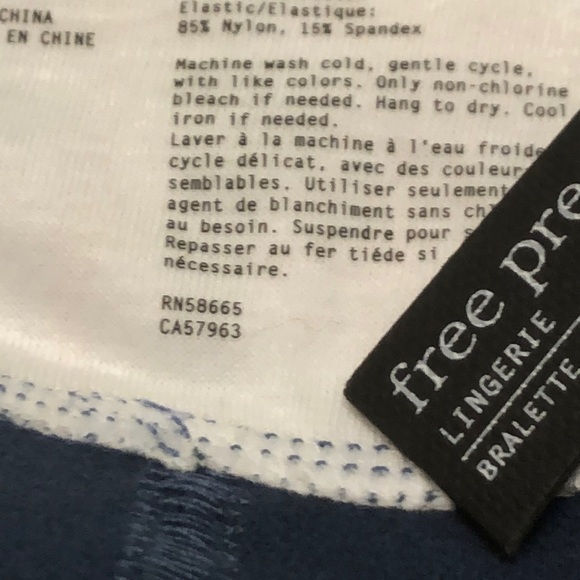 CHINA
EN CHINE
Elastic/Elastique:
85% Nylon, 15% Spandex
Machine wash cold, gentle cycle,
with like colors. Only non-chlorine
bleach if needed. Hang to dry. Cool
iron if needed.
Laver à la machine à l'eau froide
cycle délicat, avec des couleur
semblables. Utiliser seulement
agent de blanchiment sans ch
au besoin. Suspendre pour s
Repasser au fer tiéde si
nécessaire.
RN58665
CA57963
free pre
LINGERIE
BRALETTE